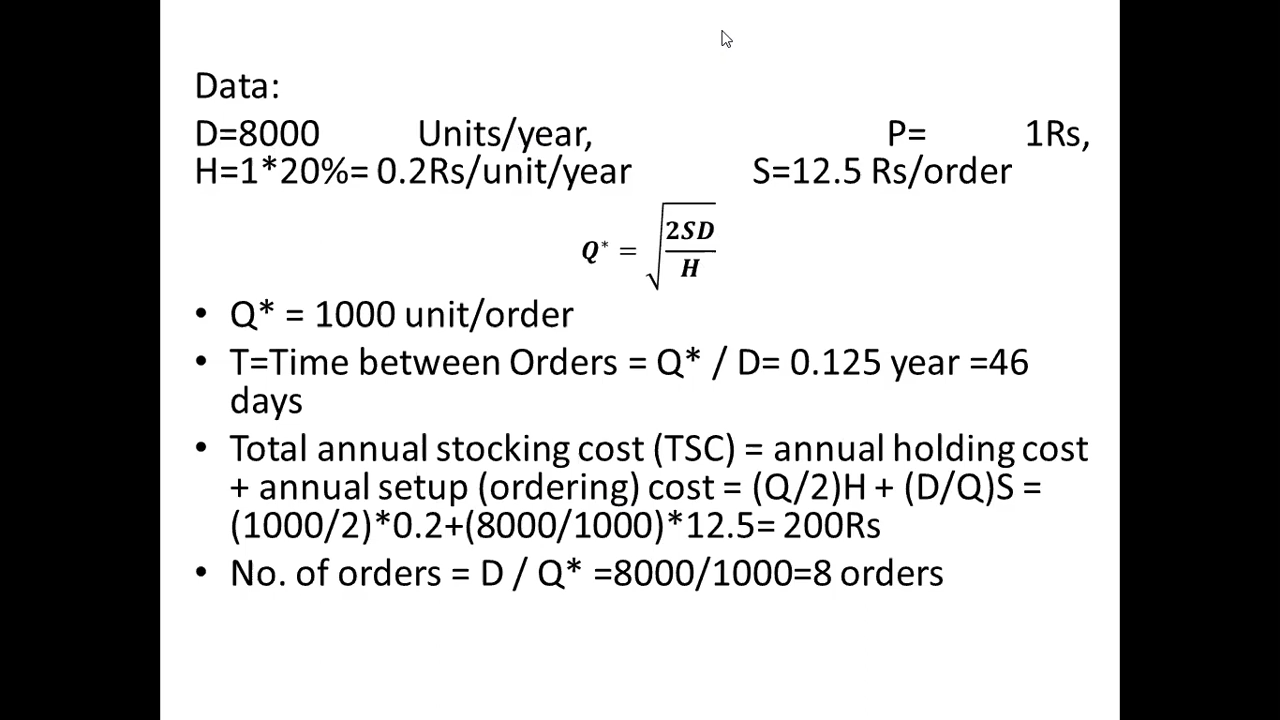 Data:
D=8000 Units/year, P= 1Rs,
H=1*20%= 0.2Rs/unit/year S=12.5 Rs/order
Q* = √(2SD/H)
• Q* = 1000 unit/order
• T=Time between Orders = Q* / D= 0.125 year =46
days
• Total annual stocking cost (TSC) = annual holding cost
+ annual setup (ordering) cost = (Q/2)H + (D/Q)S =
(1000/2)*0.2+(8000/1000)*12.5= 200Rs
• No. of orders = D / Q* =8000/1000=8 orders